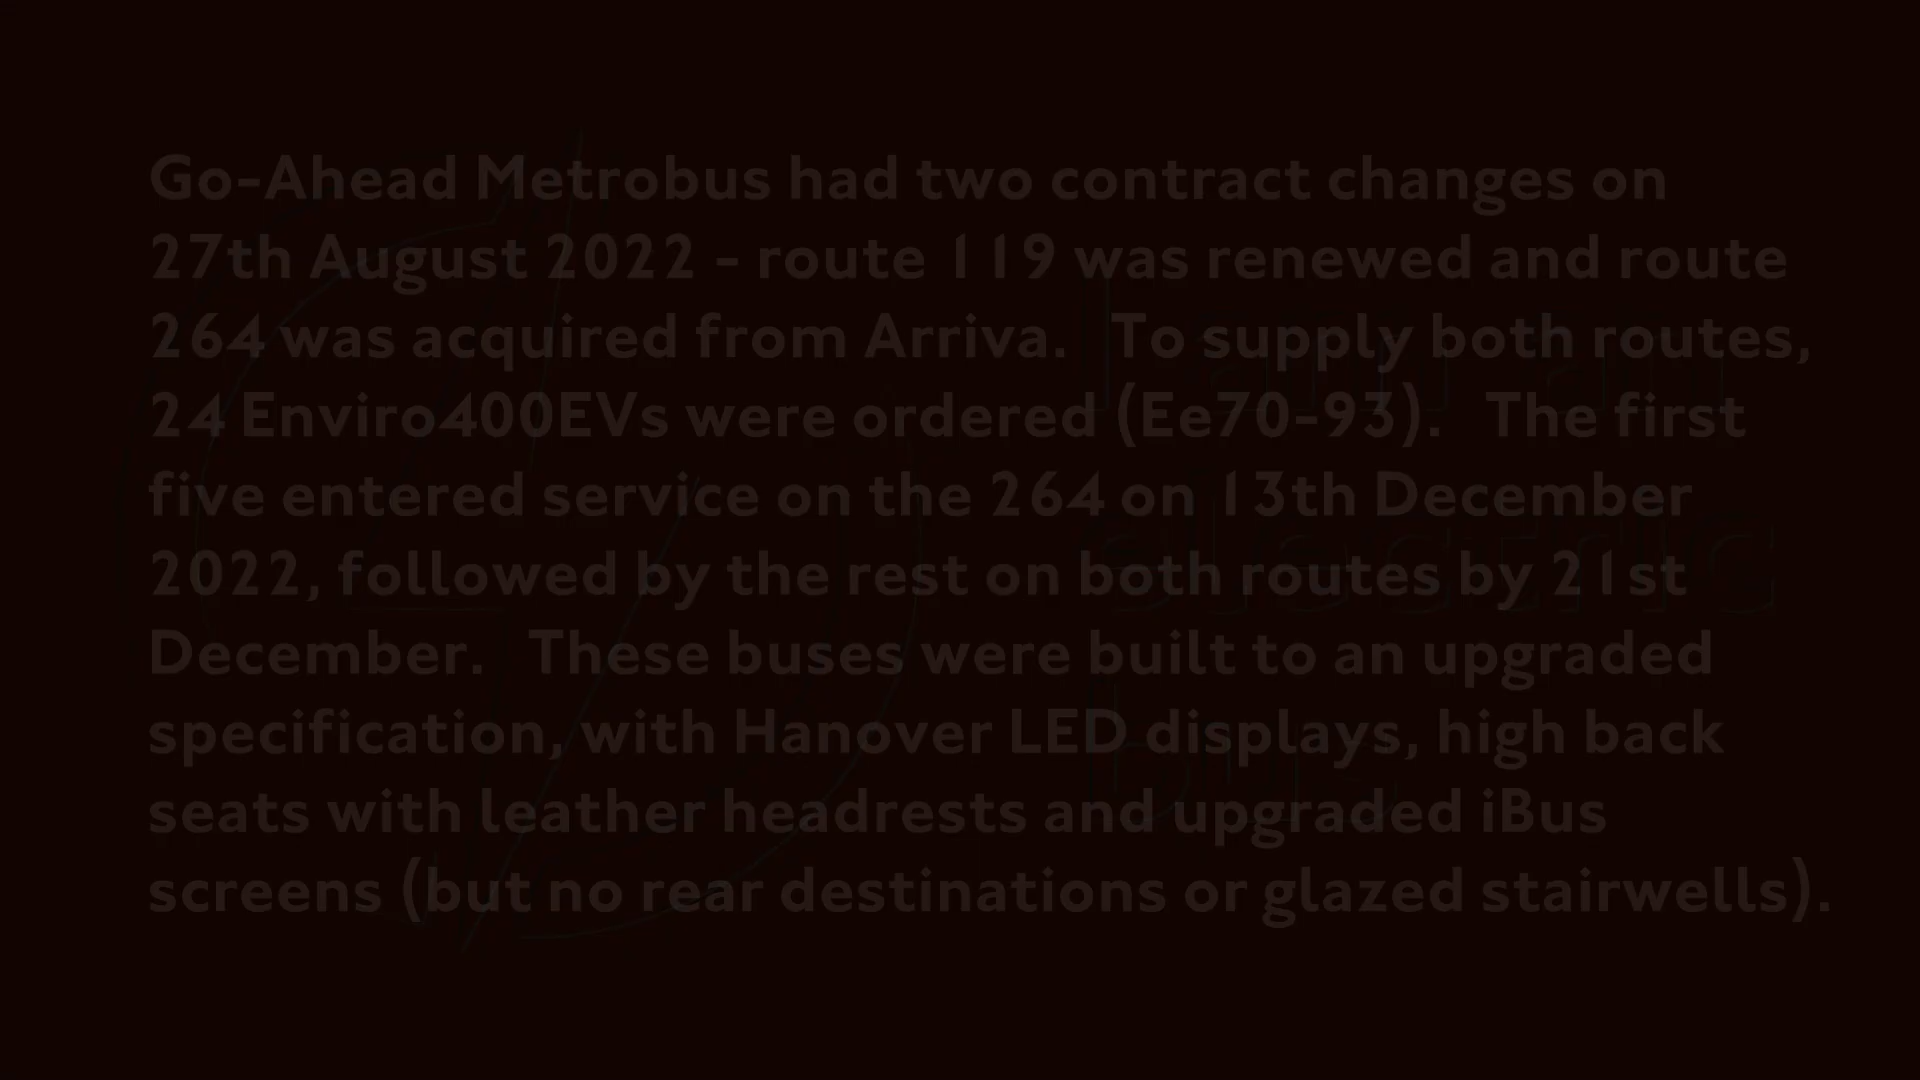 Go-Ahead Metrobus had two contract changes on
27th August 2022 - route 119 was renewed and route
264 was acquired from Arriva.   To supply both routes,
24 Enviro400EVs were ordered (Ee70-93).   The first
five entered service on the 264 on 13th December
2022, followed by the rest on both routes by 21st
December.   These buses were built to an upgraded
specification, with Hanover LED displays, high back
seats with leather headrests and upgraded iBus
screens (but no rear destinations or glazed stairwells).
I am an
electric
bus